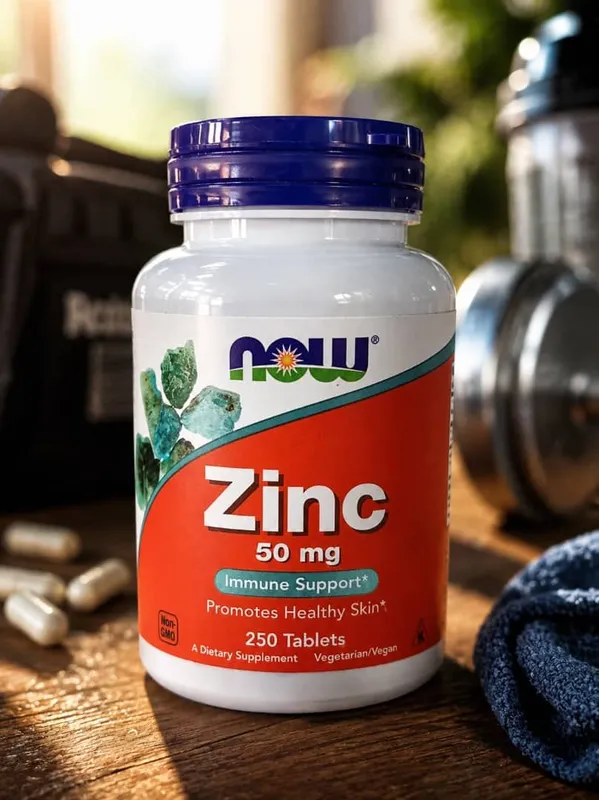 NOW®
Zinc
50 mg
Immune Support*
Promotes Healthy Skin*
250 Tablets
Non-
GMO
A Dietary Supplement Vegetarian/Vegan
K